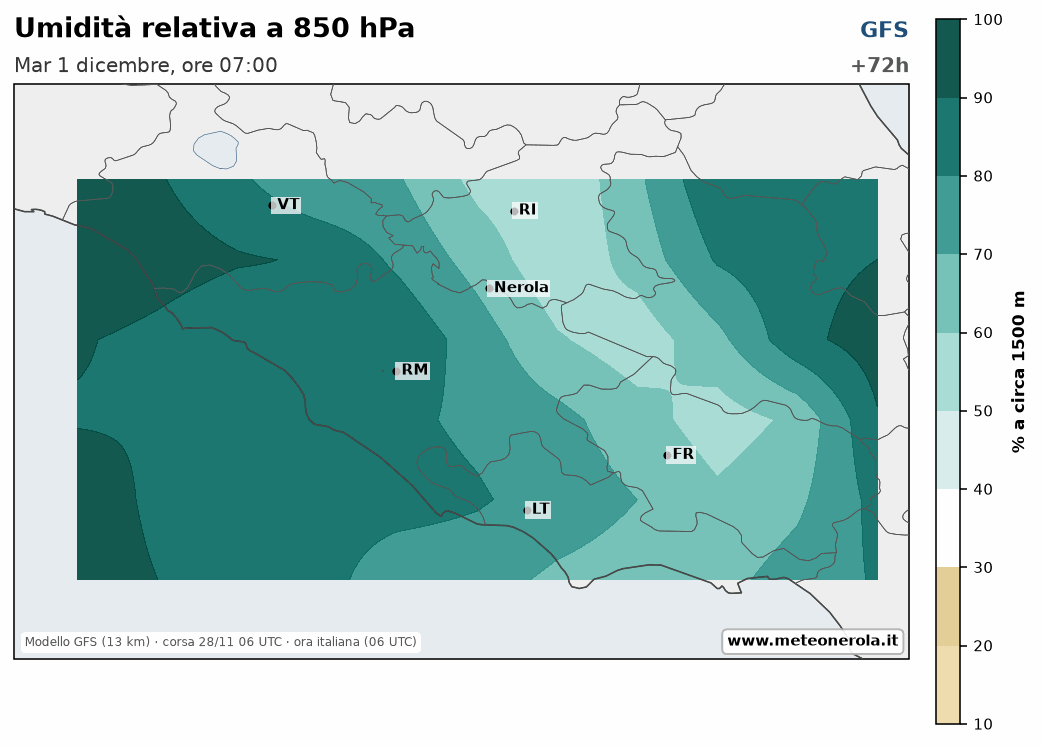 Umidità relativa a 850 hPa
GFS
Mar 1 dicembre, ore 07:00
+72h
VT
RI
Nerola
RM
FR
LT
Modello GFS (13 km) · corsa 28/11 06 UTC · ora italiana (06 UTC)
www.meteonerola.it
100
90
80
70
60
50
40
30
20
10
% a circa 1500 m